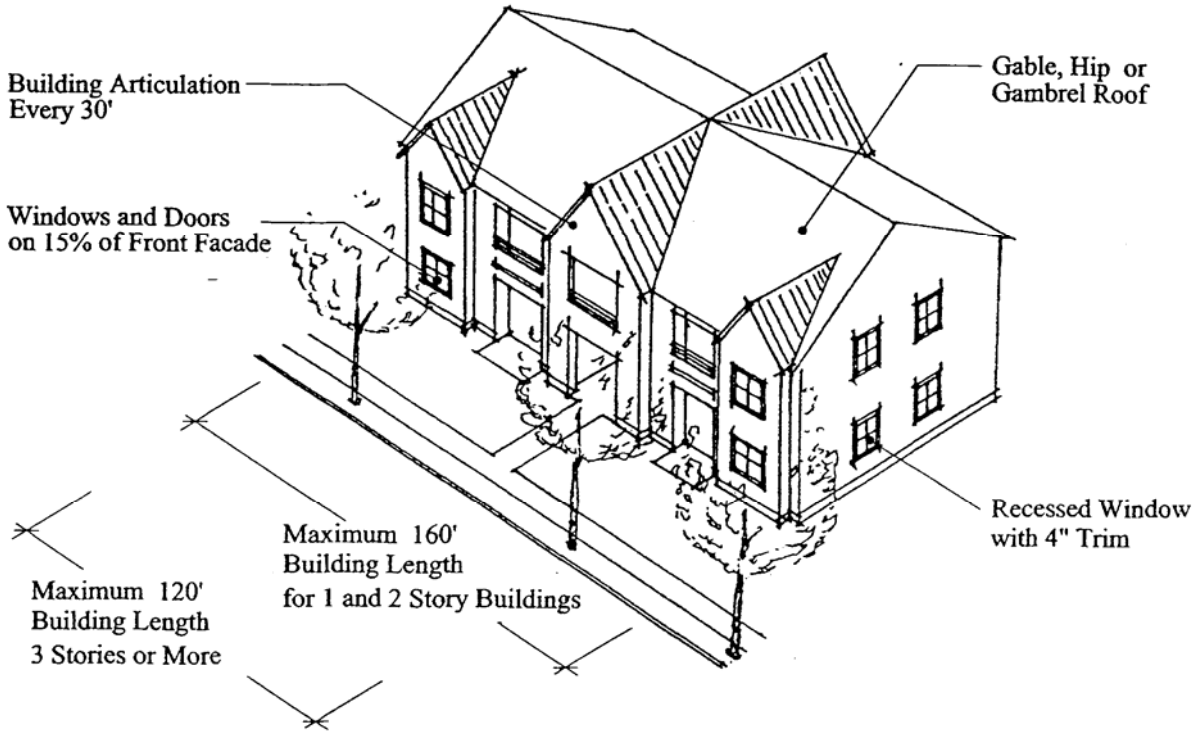 Building Articulation
Every 30'
Gable, Hip or
Gambrel Roof
Windows and Doors
on 15% of Front Facade
Recessed Window
with 4" Trim
Maximum 160'
Building Length
for 1 and 2 Story Buildings
Maximum 120'
Building Length
3 Stories or More